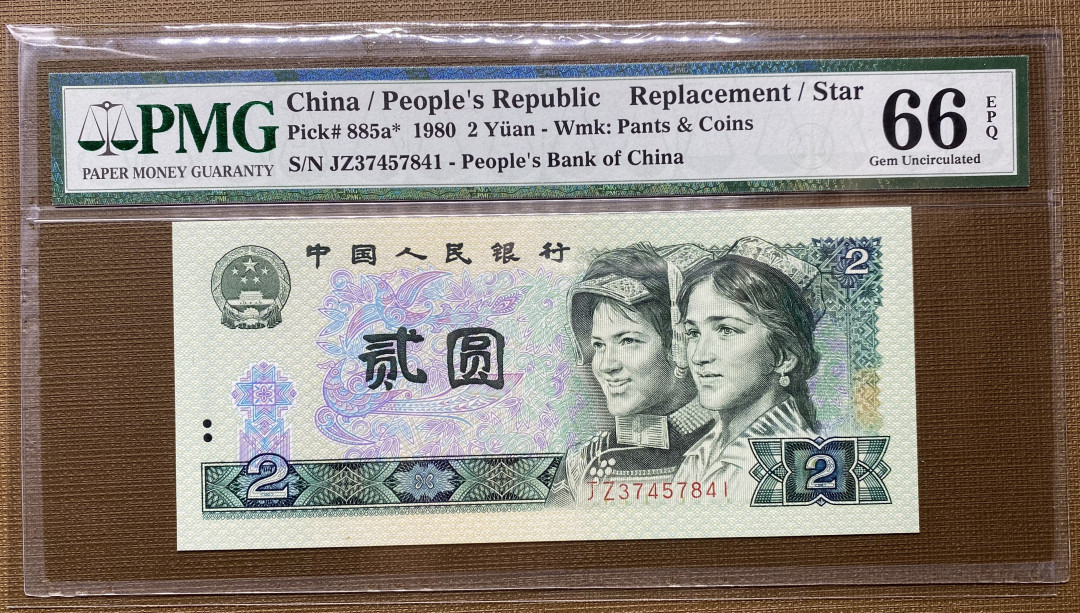 PMG
PAPER MONEY GUARANTY
China / People's Republic Replacement / Star
Pick# 885a* 1980 2 Yüan - Wmk: Pants & Coins
S/N JZ37457841 - People's Bank of China
66
EPQ
Gem Uncirculated
中国人民银行
2
贰圆
2
JZ37457841
2